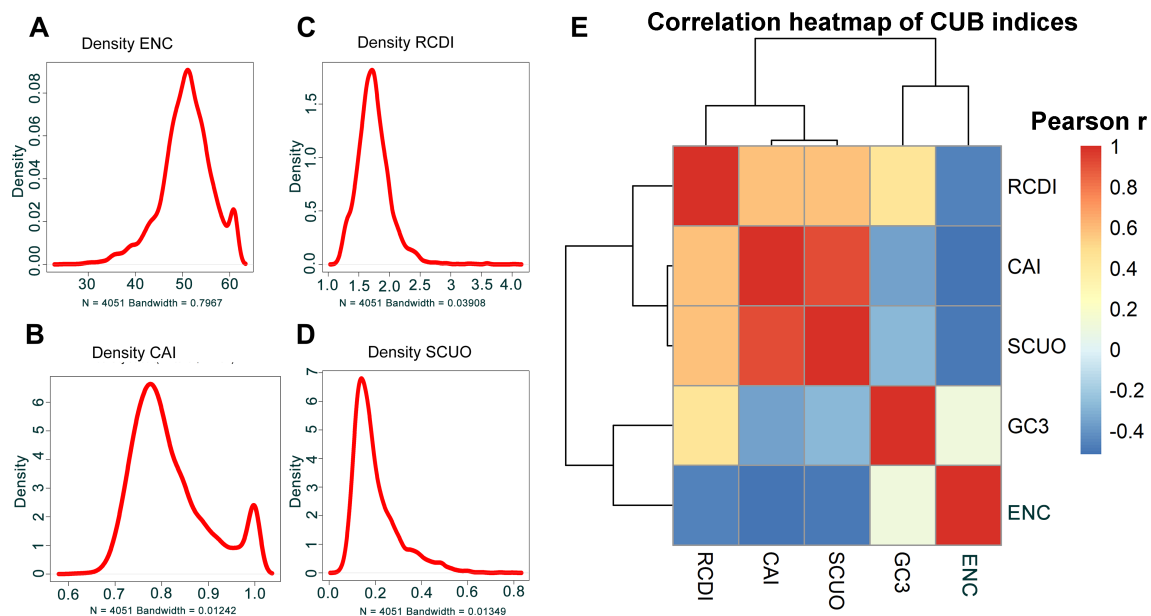 A
Density ENC
Density
0.00
0.02
0.04
0.06
0.08
30
40
50
60
N = 4051 Bandwidth = 0.7967
B
Density CAI
Density
0
1
2
3
4
5
6
0.6
0.7
0.8
0.9
1.0
N = 4051 Bandwidth = 0.01242
C
Density RCDI
Density
0.0
0.5
1.0
1.5
1.0
1.5
2.0
2.5
3
3.5
4.0
N = 4051 Bandwidth = 0.03908
D
Density SCUO
Density
0
1
2
3
4
5
6
7
0.0
0.2
0.4
0.6
0.8
N = 4051 Bandwidth = 0.01349
E
Correlation heatmap of CUB indices
Pearson r
1
0.8
0.6
0.4
0.2
0
-0.2
-0.4
RCDI
CAI
SCUO
GC3
ENC
RCDI
CAI
SCUO
GC3
ENC